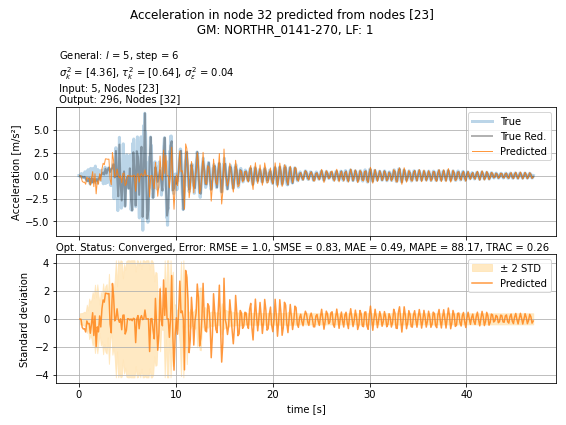 Acceleration in node 32 predicted from nodes [23]
GM: NORTHR_0141-270, LF: 1
General: l = 5, step = 6
σ²ₖ = [4.36], τ²ₖ = [0.64], σ²ε = 0.04
Input: 5, Nodes [23]
Output: 296, Nodes [32]
Acceleration [m/s²]
5.0
2.5
0.0
−2.5
−5.0
True
True Red.
Predicted
Opt. Status: Converged, Error: RMSE = 1.0, SMSE = 0.83, MAE = 0.49, MAPE = 88.17, TRAC = 0.26
Standard deviation
4
2
0
−2
−4
± 2 STD
Predicted
0
10
20
30
40
time [s]